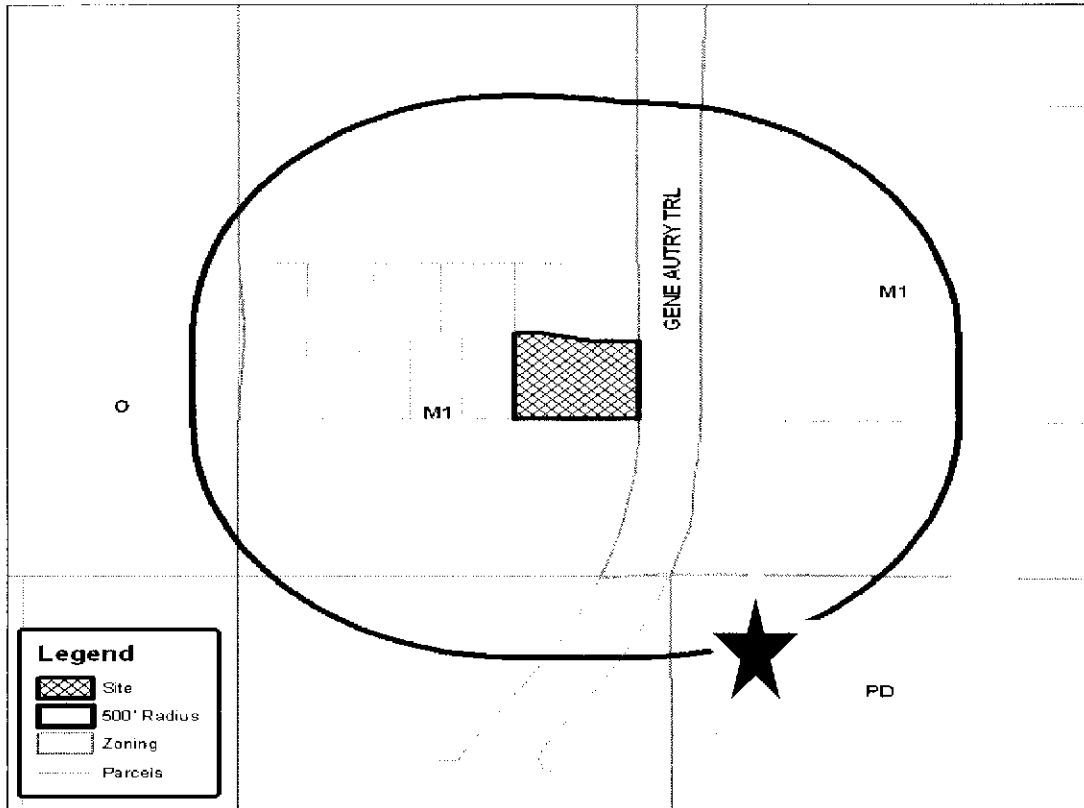 GENE AUTRY TRL
M1
O
M1
PD
Legend
Site
500' Radius
Zoning
Parcels